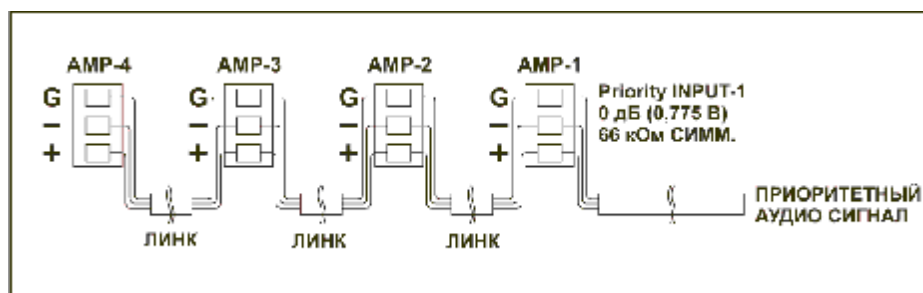 AMP-4 AMP-3 AMP-2 AMP-1
G G G G Priority INPUT-1
− − − − 0 дБ (0.775 В)
+ + + + 66 кОм СИММ.
ПРИОРИТЕТНЫЙ
АУДИО СИГНАЛ
ЛИНК ЛИНК ЛИНК